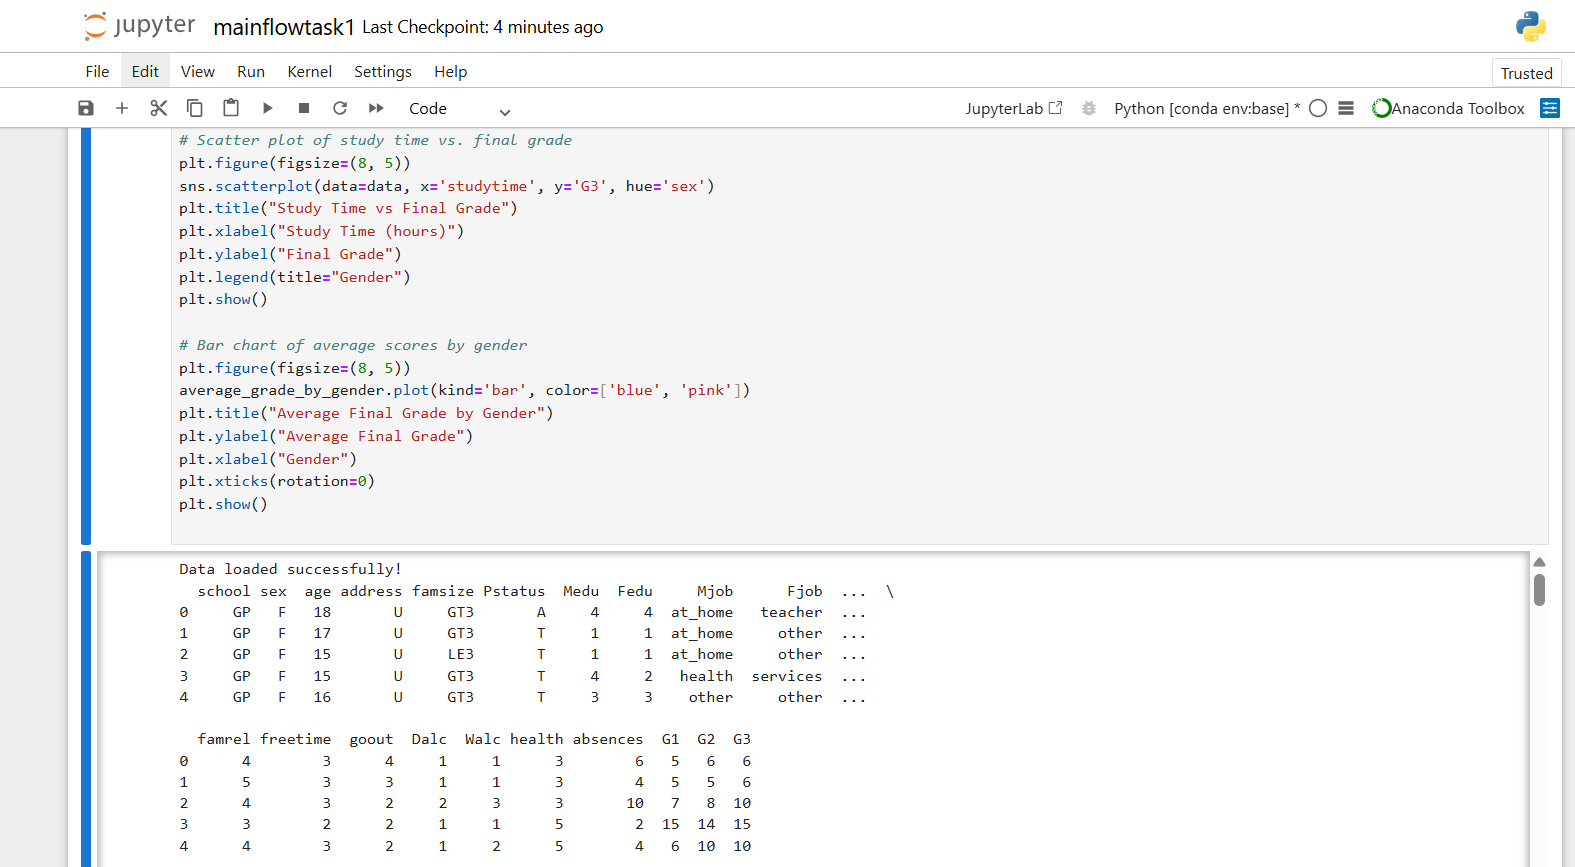 jupyter mainflowtask1 Last Checkpoint: 4 minutes ago
File Edit View Run Kernel Settings Help Trusted
Code JupyterLab Python [conda env:base] * Anaconda Toolbox
# Scatter plot of study time vs. final grade
plt.figure(figsize=(8, 5))
sns.scatterplot(data=data, x='studytime', y='G3', hue='sex')
plt.title("Study Time vs Final Grade")
plt.xlabel("Study Time (hours)")
plt.ylabel("Final Grade")
plt.legend(title="Gender")
plt.show()
# Bar chart of average scores by gender
plt.figure(figsize=(8, 5))
average_grade_by_gender.plot(kind='bar', color=['blue', 'pink'])
plt.title("Average Final Grade by Gender")
plt.ylabel("Average Final Grade")
plt.xlabel("Gender")
plt.xticks(rotation=0)
plt.show()
Data loaded successfully!
school sex age address famsize Pstatus Medu Fedu Mjob Fjob ... \
0 GP F 18 U GT3 A 4 4 at_home teacher ...
1 GP F 17 U GT3 T 1 1 at_home other ...
2 GP F 15 U LE3 T 1 1 at_home other ...
3 GP F 15 U GT3 T 4 2 health services ...
4 GP F 16 U GT3 T 3 3 other other ...
famrel freetime goout Dalc Walc health absences G1 G2 G3
0 4 3 4 1 1 3 6 5 6 6
1 5 3 3 1 1 3 4 5 5 6
2 4 3 2 2 3 3 10 7 8 10
3 3 2 2 1 1 5 2 15 14 15
4 4 3 2 1 2 5 4 6 10 10